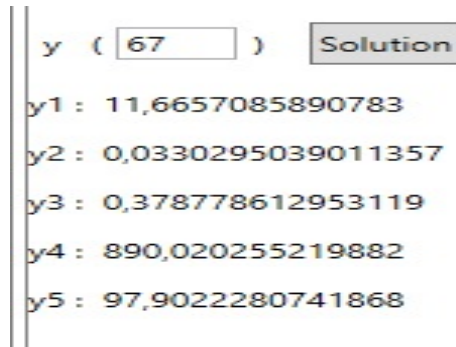 y ( 67 ) Solution
y1 : 11,6657085890783
y2 : 0,0330295039011357
y3 : 0,378778612953119
y4 : 890,020255219882
y5 : 97,9022280741868